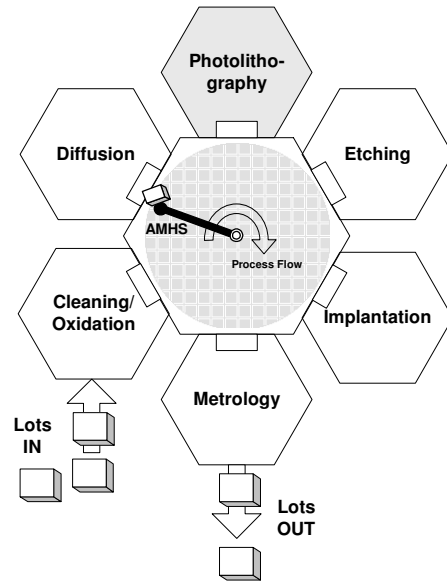 Photolitho-
graphy
Diffusion
Etching
AMHS
Process Flow
Cleaning/
Oxidation
Implantation
Metrology
Lots
IN
Lots
OUT